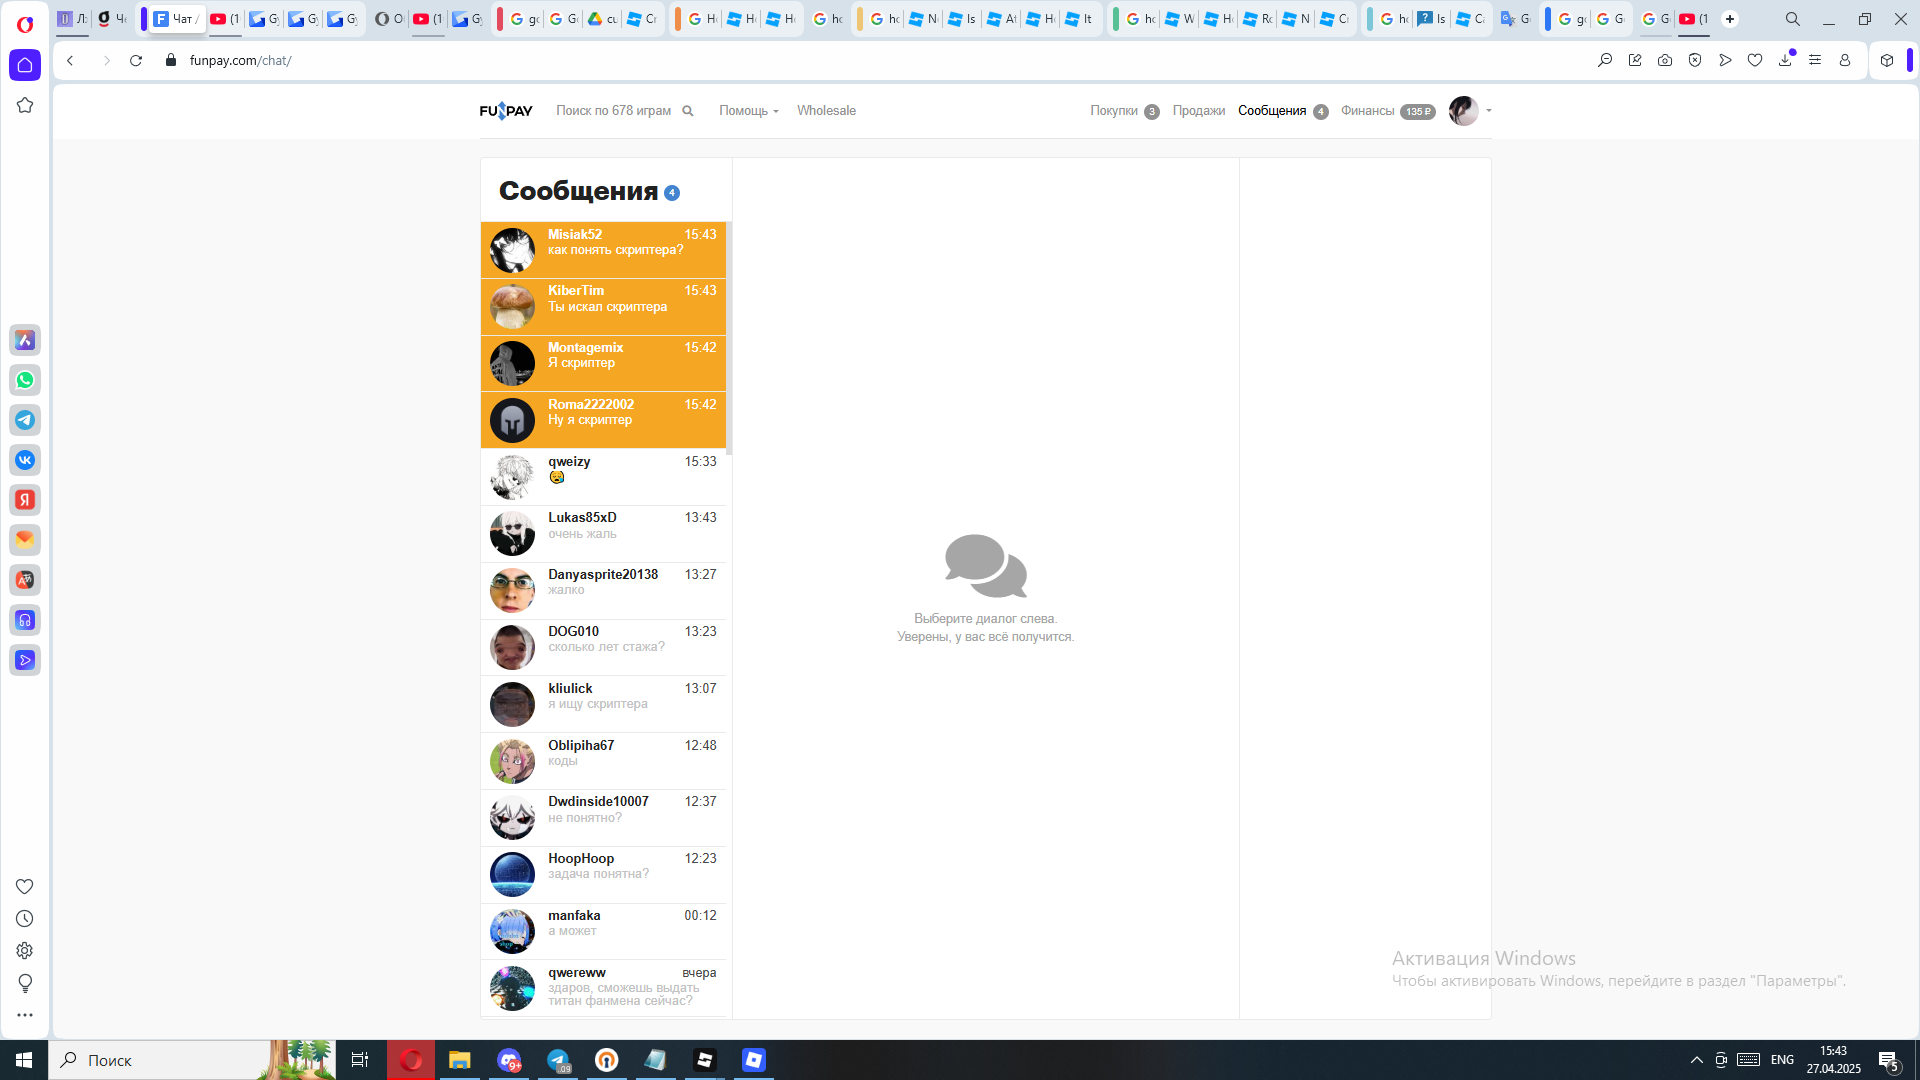 Чат /
funpay.com/chat/
FUNPAY
Поиск по 678 играм
Помощь
Wholesale
Покупки 3
Продажи
Сообщения 4
Финансы 135 ₽
Сообщения 4
Misiak52 15:43
как понять скриптера?
KiberTim 15:43
Ты искал скриптера
Montagemix 15:42
Я скриптер
Roma2222002 15:42
Ну я скриптер
qweizy 15:33
😪
Lukas85xD 13:43
очень жаль
Danyasprite20138 13:27
жалко
DOG010 13:23
сколько лет стажа?
kliulick 13:07
я ищу скриптера
Oblipiha67 12:48
коды
Dwdinside10007 12:37
не понятно?
HoopHoop 12:23
задача понятна?
manfaka 00:12
а может
qwereww вчера
здаров, сможешь выдать
титан фанмена сейчас?
Выберите диалог слева.
Уверены, у вас всё получится.
Активация Windows
Чтобы активировать Windows, перейдите в раздел "Параметры".
Поиск
9+
.09
ENG
15:43
27.04.2025
5